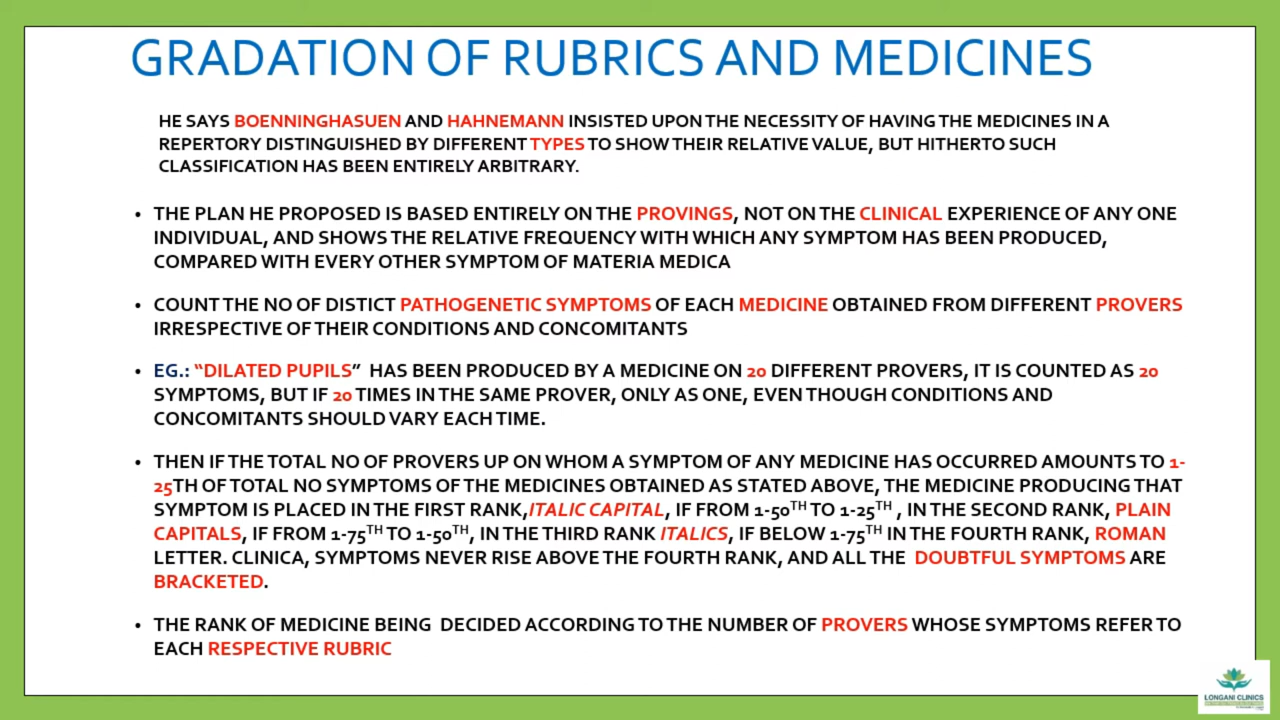 GRADATION OF RUBRICS AND MEDICINES
HE SAYS BOENNINGHASUEN AND HAHNEMANN INSISTED UPON THE NECESSITY OF HAVING THE MEDICINES IN A
REPERTORY DISTINGUISHED BY DIFFERENT TYPES TO SHOW THEIR RELATIVE VALUE, BUT HITHERTO SUCH
CLASSIFICATION HAS BEEN ENTIRELY ARBITRARY.
• THE PLAN HE PROPOSED IS BASED ENTIRELY ON THE PROVINGS, NOT ON THE CLINICAL EXPERIENCE OF ANY ONE
INDIVIDUAL, AND SHOWS THE RELATIVE FREQUENCY WITH WHICH ANY SYMPTOM HAS BEEN PRODUCED,
COMPARED WITH EVERY OTHER SYMPTOM OF MATERIA MEDICA
• COUNT THE NO OF DISTICT PATHOGENETIC SYMPTOMS OF EACH MEDICINE OBTAINED FROM DIFFERENT PROVERS
IRRESPECTIVE OF THEIR CONDITIONS AND CONCOMITANTS
• EG.: “DILATED PUPILS” HAS BEEN PRODUCED BY A MEDICINE ON 20 DIFFERENT PROVERS, IT IS COUNTED AS 20
SYMPTOMS, BUT IF 20 TIMES IN THE SAME PROVER, ONLY AS ONE, EVEN THOUGH CONDITIONS AND
CONCOMITANTS SHOULD VARY EACH TIME.
• THEN IF THE TOTAL NO OF PROVERS UP ON WHOM A SYMPTOM OF ANY MEDICINE HAS OCCURRED AMOUNTS TO 1-
25TH OF TOTAL NO SYMPTOMS OF THE MEDICINES OBTAINED AS STATED ABOVE, THE MEDICINE PRODUCING THAT
SYMPTOM IS PLACED IN THE FIRST RANK,ITALIC CAPITAL, IF FROM 1-50TH TO 1-25TH , IN THE SECOND RANK, PLAIN
CAPITALS, IF FROM 1-75TH TO 1-50TH, IN THE THIRD RANK ITALICS, IF BELOW 1-75TH IN THE FOURTH RANK, ROMAN
LETTER. CLINICA, SYMPTOMS NEVER RISE ABOVE THE FOURTH RANK, AND ALL THE DOUBTFUL SYMPTOMS ARE
BRACKETED.
• THE RANK OF MEDICINE BEING DECIDED ACCORDING TO THE NUMBER OF PROVERS WHOSE SYMPTOMS REFER TO
EACH RESPECTIVE RUBRIC
LONGANI CLINICS